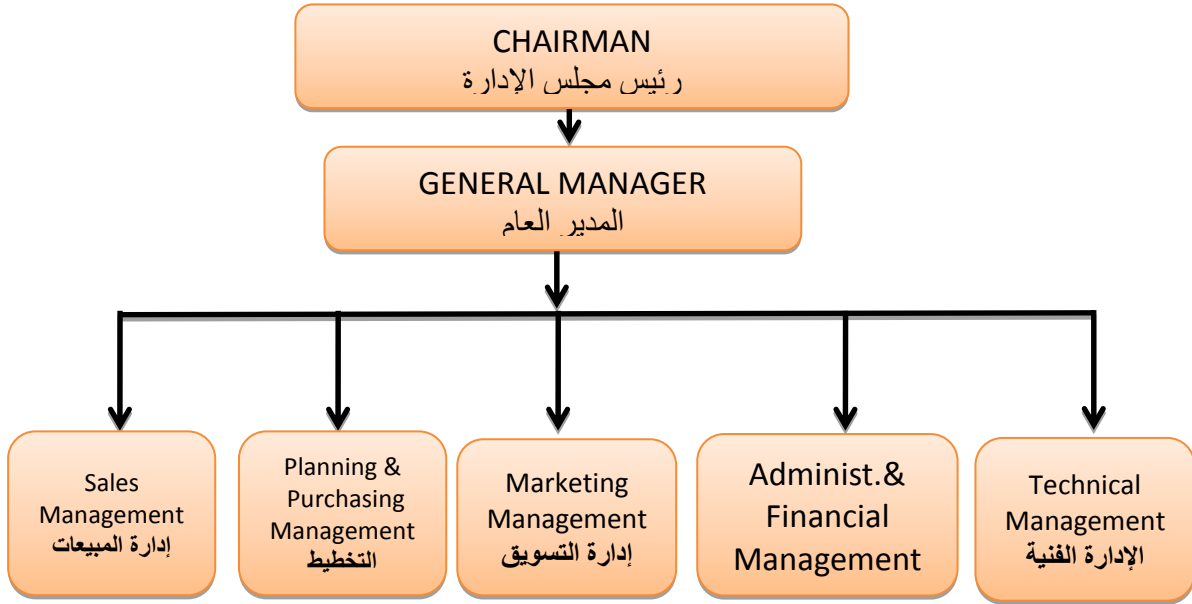 CHAIRMAN
رئيس مجلس الإدارة
GENERAL MANAGER
المدير العام
Sales
Management
إدارة المبيعات
Planning &
Purchasing
Management
التخطيط
Marketing
Management
إدارة التسويق
Administ.&
Financial
Management
Technical
Management
الإدارة الفنية